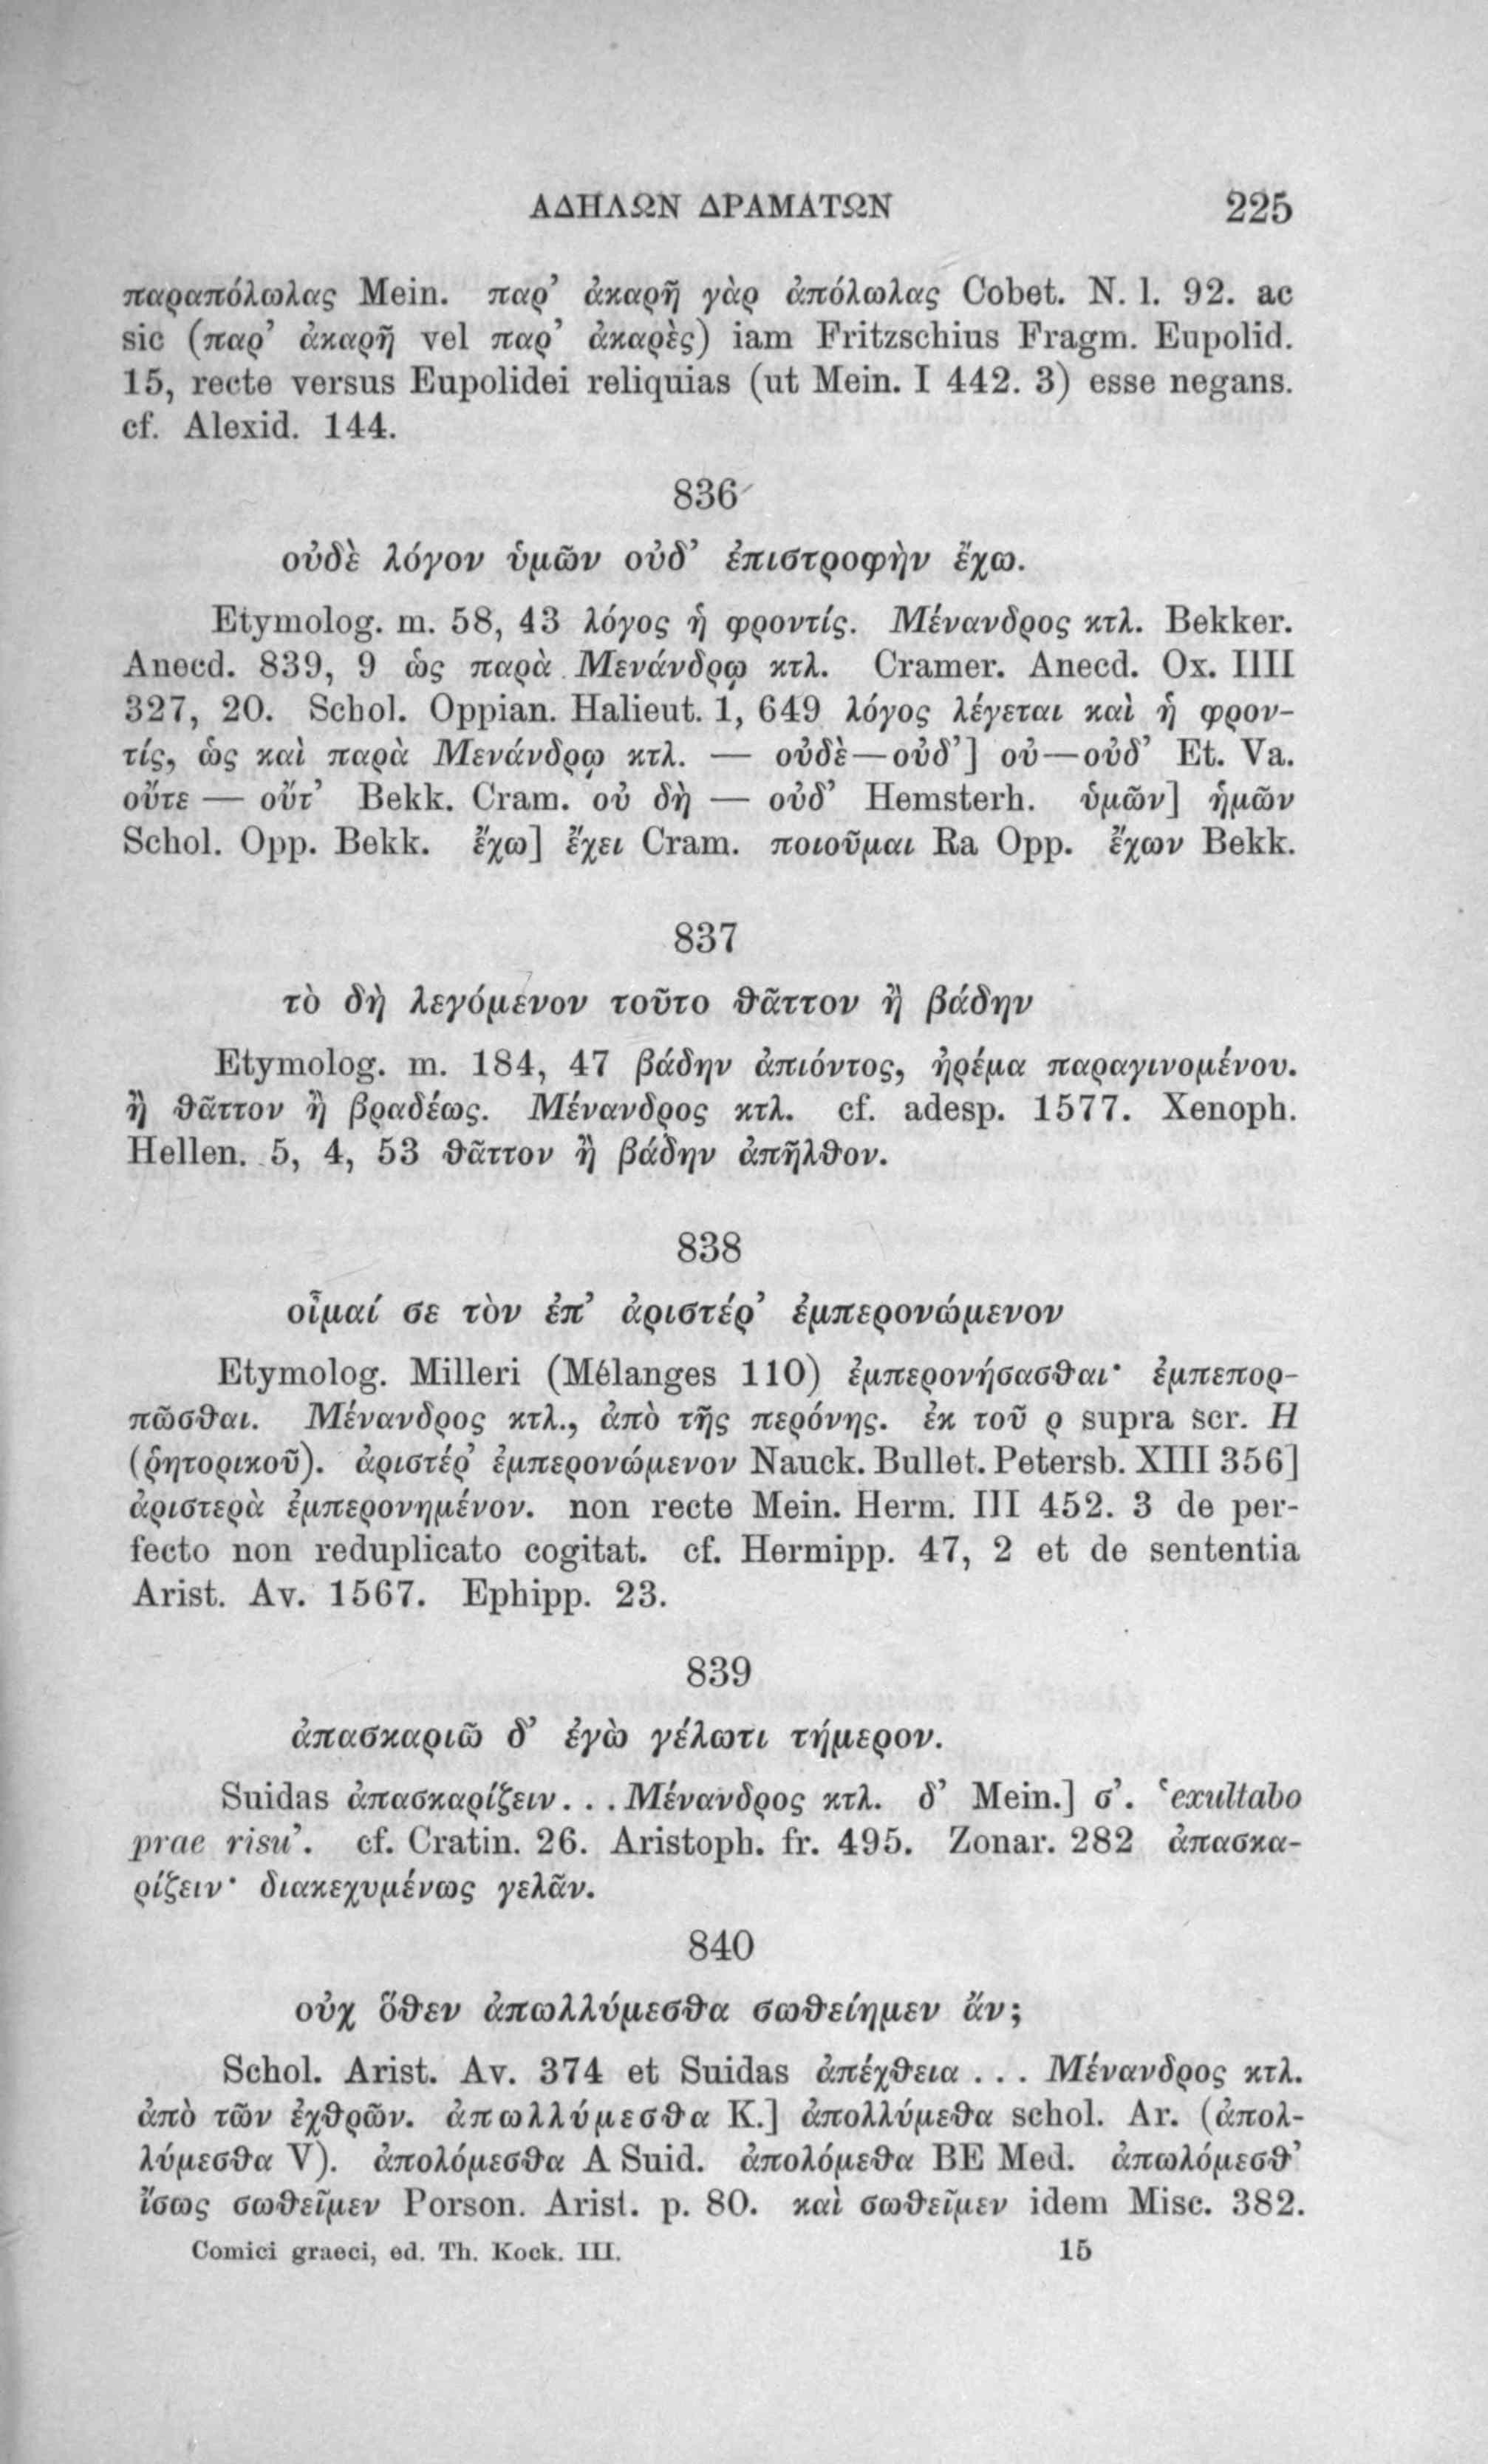 ΑΔΗΛΩΝ ΔΡΑΜΑΤΩΝ 225
παραπόλωλας Mein. παρ’ ἀκαρῆ γὰρ ἀπόλωλας Cobet. N. l. 92. ac
sic (παρ’ ἀκαρῆ vel παρ’ ἀκαρὲς) iam Fritzschius Fragm. Eupolid.
15, recte versus Eupolidei reliquias (ut Mein. I 442. 3) esse negans.
cf. Alexid. 144.
836
οὐδὲ λόγον ὑμῶν οὐδ’ ἐπιστροφὴν ἔχω.
Etymolog. m. 58, 43 λόγος ἡ φροντίς. Μένανδρος κτλ. Bekker.
Anecd. 839, 9 ὡς παρὰ Μενάνδρῳ κτλ. Cramer. Anecd. Ox. IIII
327, 20. Schol. Oppian. Halieut. 1, 649 λόγος λέγεται καὶ ἡ φρον-
τίς, ὡς καὶ παρὰ Μενάνδρῳ κτλ. — οὐδὲ—οὐδ’] οὐ—οὐδ’ Et. Va.
οὔτε — οὔτ’ Bekk. Cram. οὐ δὴ — οὐδ’ Hemsterh. ὑμῶν] ἡμῶν
Schol. Opp. Bekk. ἔχω] ἔχει Cram. ποιοῦμαι Ra Opp. ἔχων Bekk.
837
τὸ δὴ λεγόμενον τοῦτο θᾶττον ἢ βάδην
Etymolog. m. 184, 47 βάδην ἀπιόντος, ἠρέμα παραγινομένου.
ἢ θᾶττον ἢ βραδέως. Μένανδρος κτλ. cf. adesp. 1577. Xenoph.
Hellen. 5, 4, 53 θᾶττον ἢ βάδην ἀπῆλθον.
838
οἶμαί σε τὸν ἐπ’ ἀριστέρ’ ἐμπερονώμενον
Etymolog. Milleri (Mélanges 110) ἐμπερονήσασθαι· ἐμπεπορ-
πῶσθαι. Μένανδρος κτλ., ἀπὸ τῆς περόνης. ἐκ τοῦ ρ supra scr. Η
(ῥητορικοῦ). ἀριστέρ’ ἐμπερονώμενον Nauck. Bullet. Petersb. XIII 356]
ἀριστερὰ ἐμπερονημένον. non recte Mein. Herm. III 452. 3 de per-
fecto non reduplicato cogitat. cf. Hermipp. 47, 2 et de sententia
Arist. Av. 1567. Ephipp. 23.
839
ἀπασκαριῶ δ’ ἐγὼ γέλωτι τήμερον.
Suidas ἀπασκαρίζειν... Μένανδρος κτλ. δ’ Mein.] σ’. ‘exultabo
prae risu’. cf. Cratin. 26. Aristoph. fr. 495. Zonar. 282 ἀπασκα-
ρίζειν· διακεχυμένως γελᾶν.
840
οὐχ ὅθεν ἀπωλλύμεσθα σωθείημεν ἄν;
Schol. Arist. Av. 374 et Suidas ἀπέχθεια ... Μένανδρος κτλ.
ἀπὸ τῶν ἐχθρῶν. ἀπωλλύμεσθα K.] ἀπολλύμεθα schol. Ar. (ἀπολ-
λύμεσθα V). ἀπολόμεσθα A Suid. ἀπολόμεθα BE Med. ἀπωλόμεσθ’
ἴσως σωθεῖμεν Porson. Arist. p. 80. καὶ σωθεῖμεν idem Misc. 382.
Comici graeci, ed. Th. Kock. III. 15